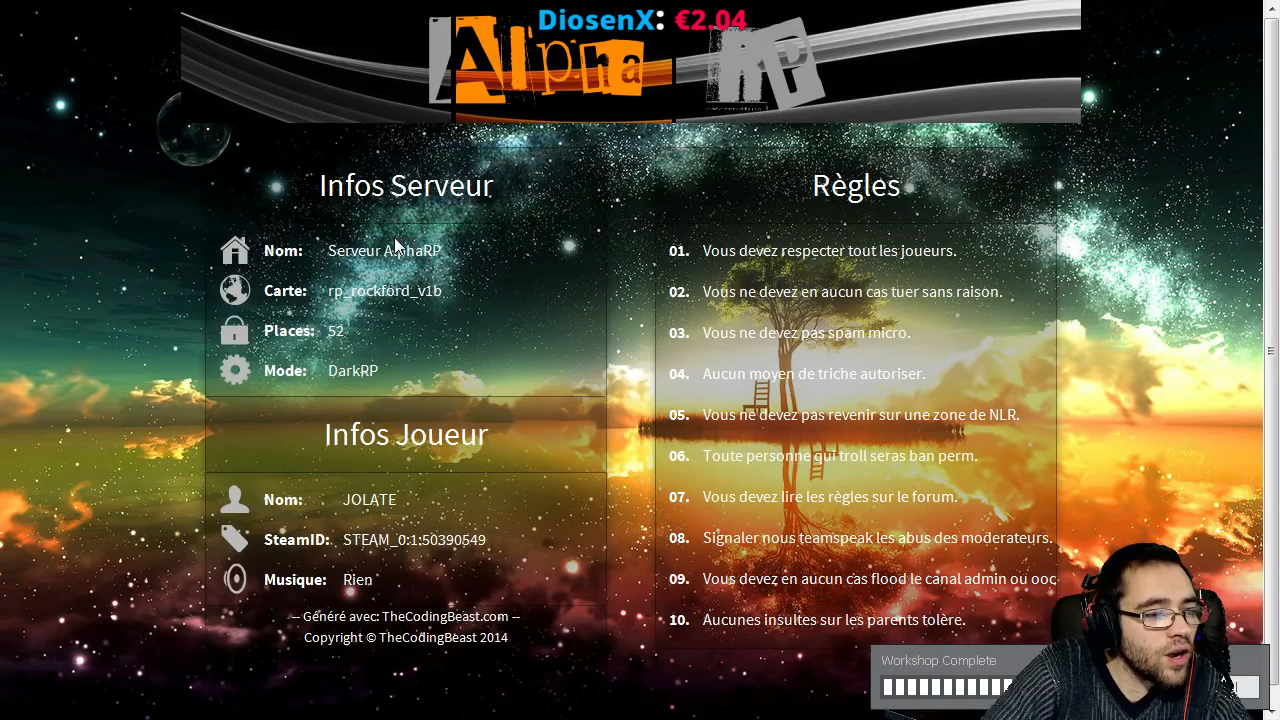 DiosenX: €2.04
Alpha RP
Infos Serveur
Nom: Serveur AlphaRP
Carte: rp_rockford_v1b
Places: 52
Mode: DarkRP
Infos Joueur
Nom: JOLATE
SteamID: STEAM_0:1:50390549
Musique: Rien
-- Généré avec: TheCodingBeast.com --
Copyright © TheCodingBeast 2014
Règles
01. Vous devez respecter tout les joueurs.
02. Vous ne devez en aucun cas tuer sans raison.
03. Vous ne devez pas spam micro.
04. Aucun moyen de triche autoriser.
05. Vous ne devez pas revenir sur une zone de NLR.
06. Toute personne qui troll seras ban perm.
07. Vous devez lire les règles sur le forum.
08. Signaler nous teamspeak les abus des moderateurs.
09. Vous devez en aucun cas flood le canal admin ou ooc
10. Aucunes insultes sur les parents tolère.
Workshop Complete